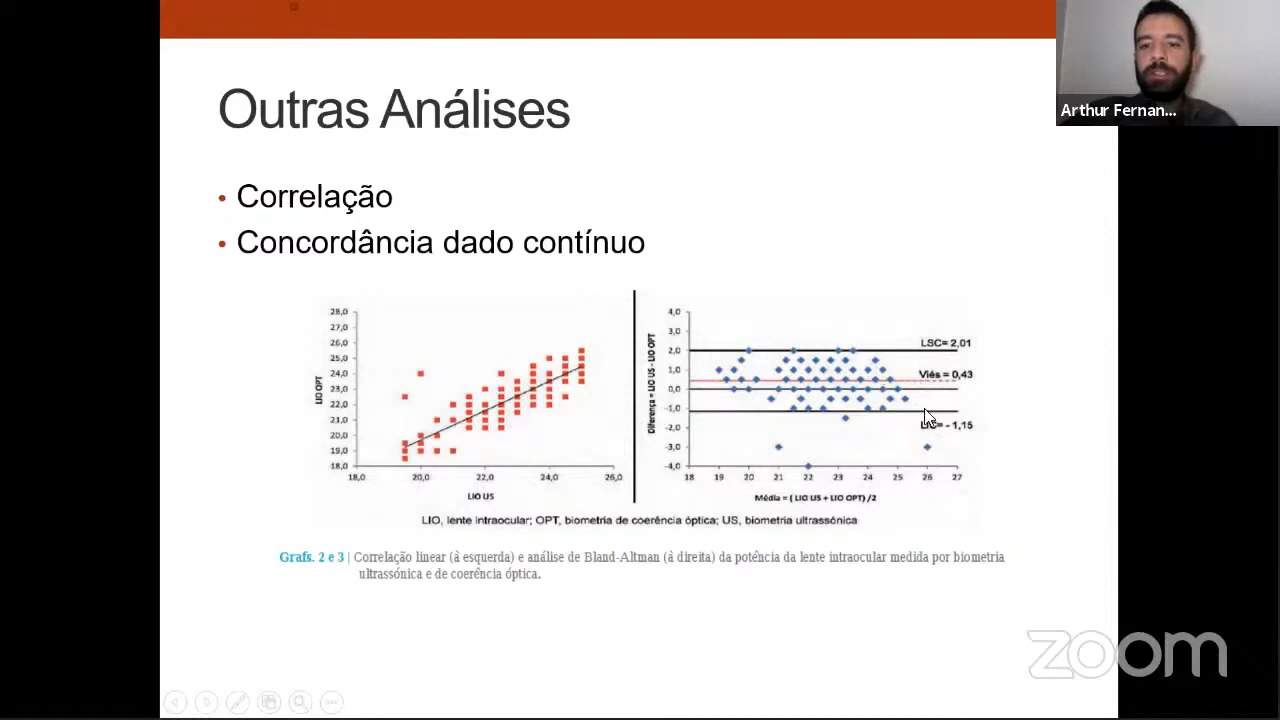 Outras Análises
Arthur Fernan...
• Correlação
• Concordância dado contínuo
28,0
27,0
26,0
25,0
24,0
23,0
22,0
21,0
20,0
19,0
18,0
LIO OPT
18,0 20,0 22,0 24,0 26,0
LIO US
4,0
3,0
2,0
1,0
0,0
-1,0
-2,0
-3,0
-4,0
Diferença = LIO US - LIO OPT
LSC= 2,01
Viés = 0,43
= - 1,15
18 19 20 21 22 23 24 25 26 27
Média = ( LIO US + LIO OPT) /2
LIO, lente intraocular; OPT, biometria de coerência óptica; US, biometria ultrassónica
Grafs. 2 e 3 | Correlação linear (à esquerda) e análise de Bland-Altman (à direita) da potência da lente intraocular medida por biometria
ultrassónica e de coerência óptica.
zoom